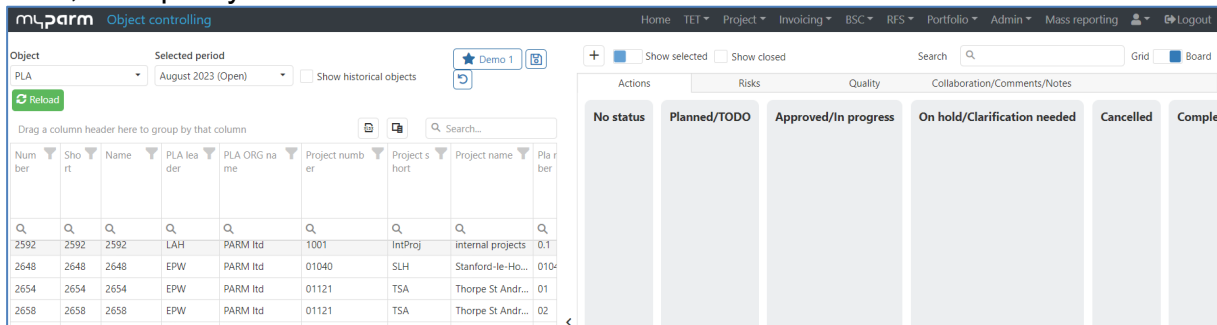 myparm Object controlling Home TET Project Invoicing BSC RFS Portfolio Admin Mass reporting Logout
Object Selected period
PLA August 2023 (Open) Show historical objects Demo 1
Reload
Drag a column header here to group by that column Search...
Num ber Sho rt Name PLA lea der PLA ORG na me Project numb er Project s hort Project name Pla n ber
2592 2592 2592 LAH PARM ltd 1001 IntProj internal projects 0.1
2648 2648 2648 EPW PARM ltd 01040 SLH Stanford-le-Ho... 0104
2654 2654 2654 EPW PARM ltd 01121 TSA Thorpe St Andr... 01
2658 2658 2658 EPW PARM ltd 01121 TSA Thorpe St Andr... 02
Show selected Show closed Search Grid Board
Actions Risks Quality Collaboration/Comments/Notes
No status Planned/TODO Approved/In progress On hold/Clarification needed Cancelled Comple